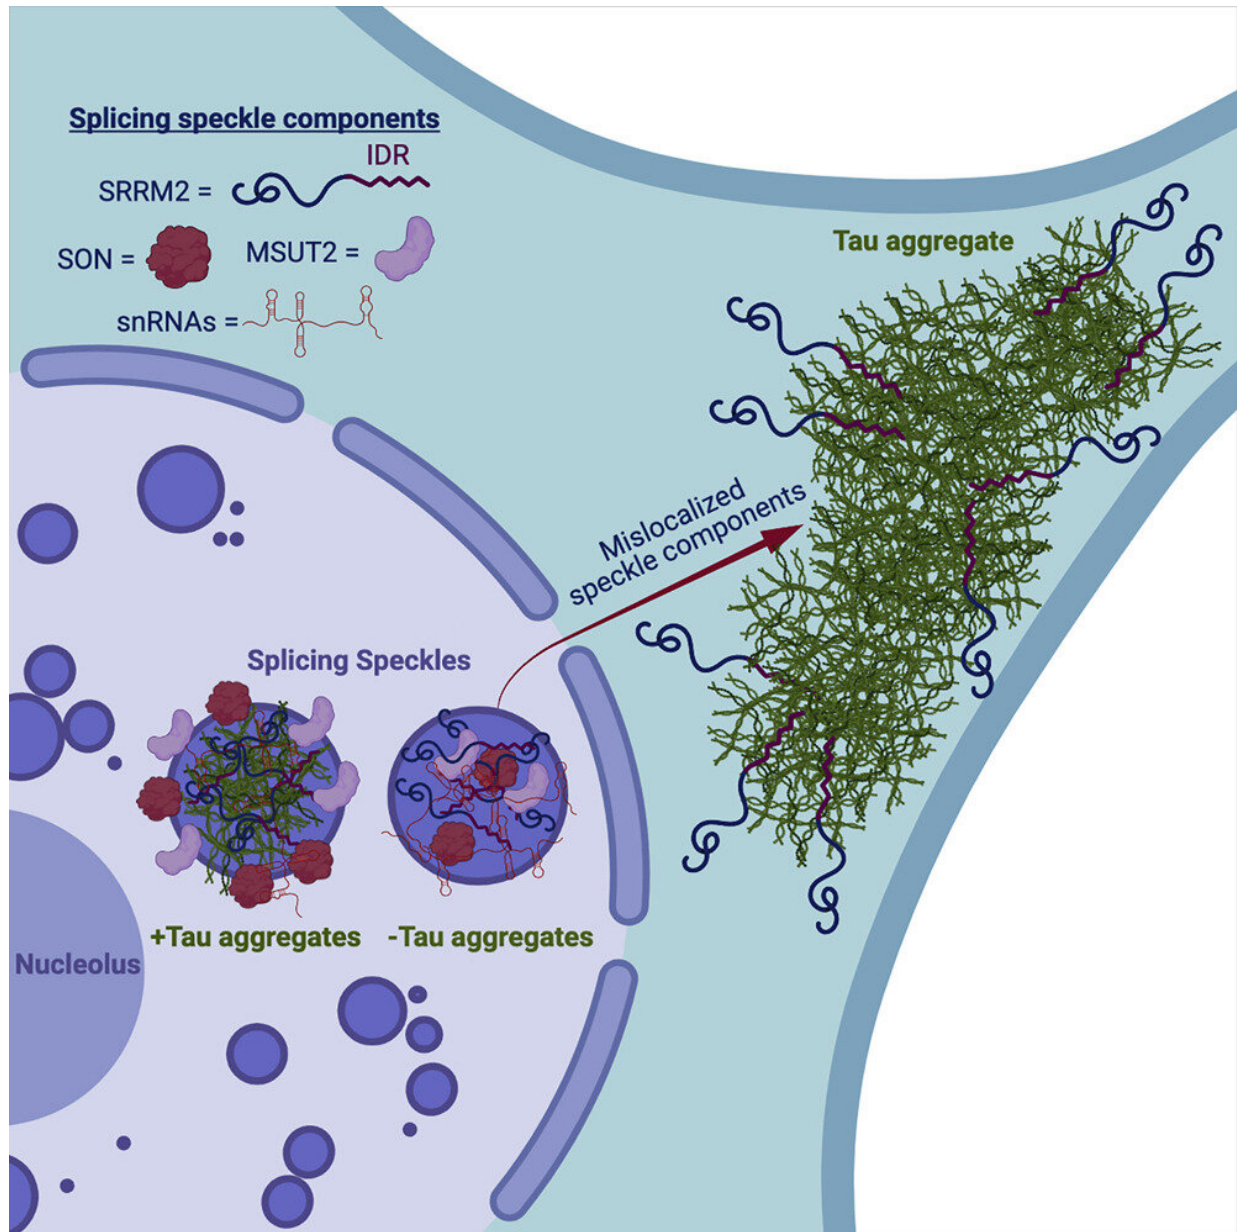 Splicing speckle components
IDR
SRRM2 =
SON =
MSUT2 =
snRNAs =
Tau aggregate
Mislocalized
speckle components
Splicing Speckles
+Tau aggregates
-Tau aggregates
Nucleolus